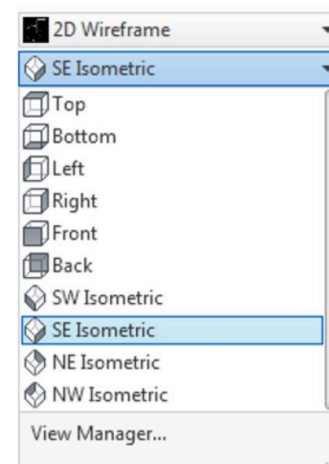 2D Wireframe
SE Isometric
Top
Bottom
Left
Right
Front
Back
SW Isometric
SE Isometric
NE Isometric
NW Isometric
View Manager...